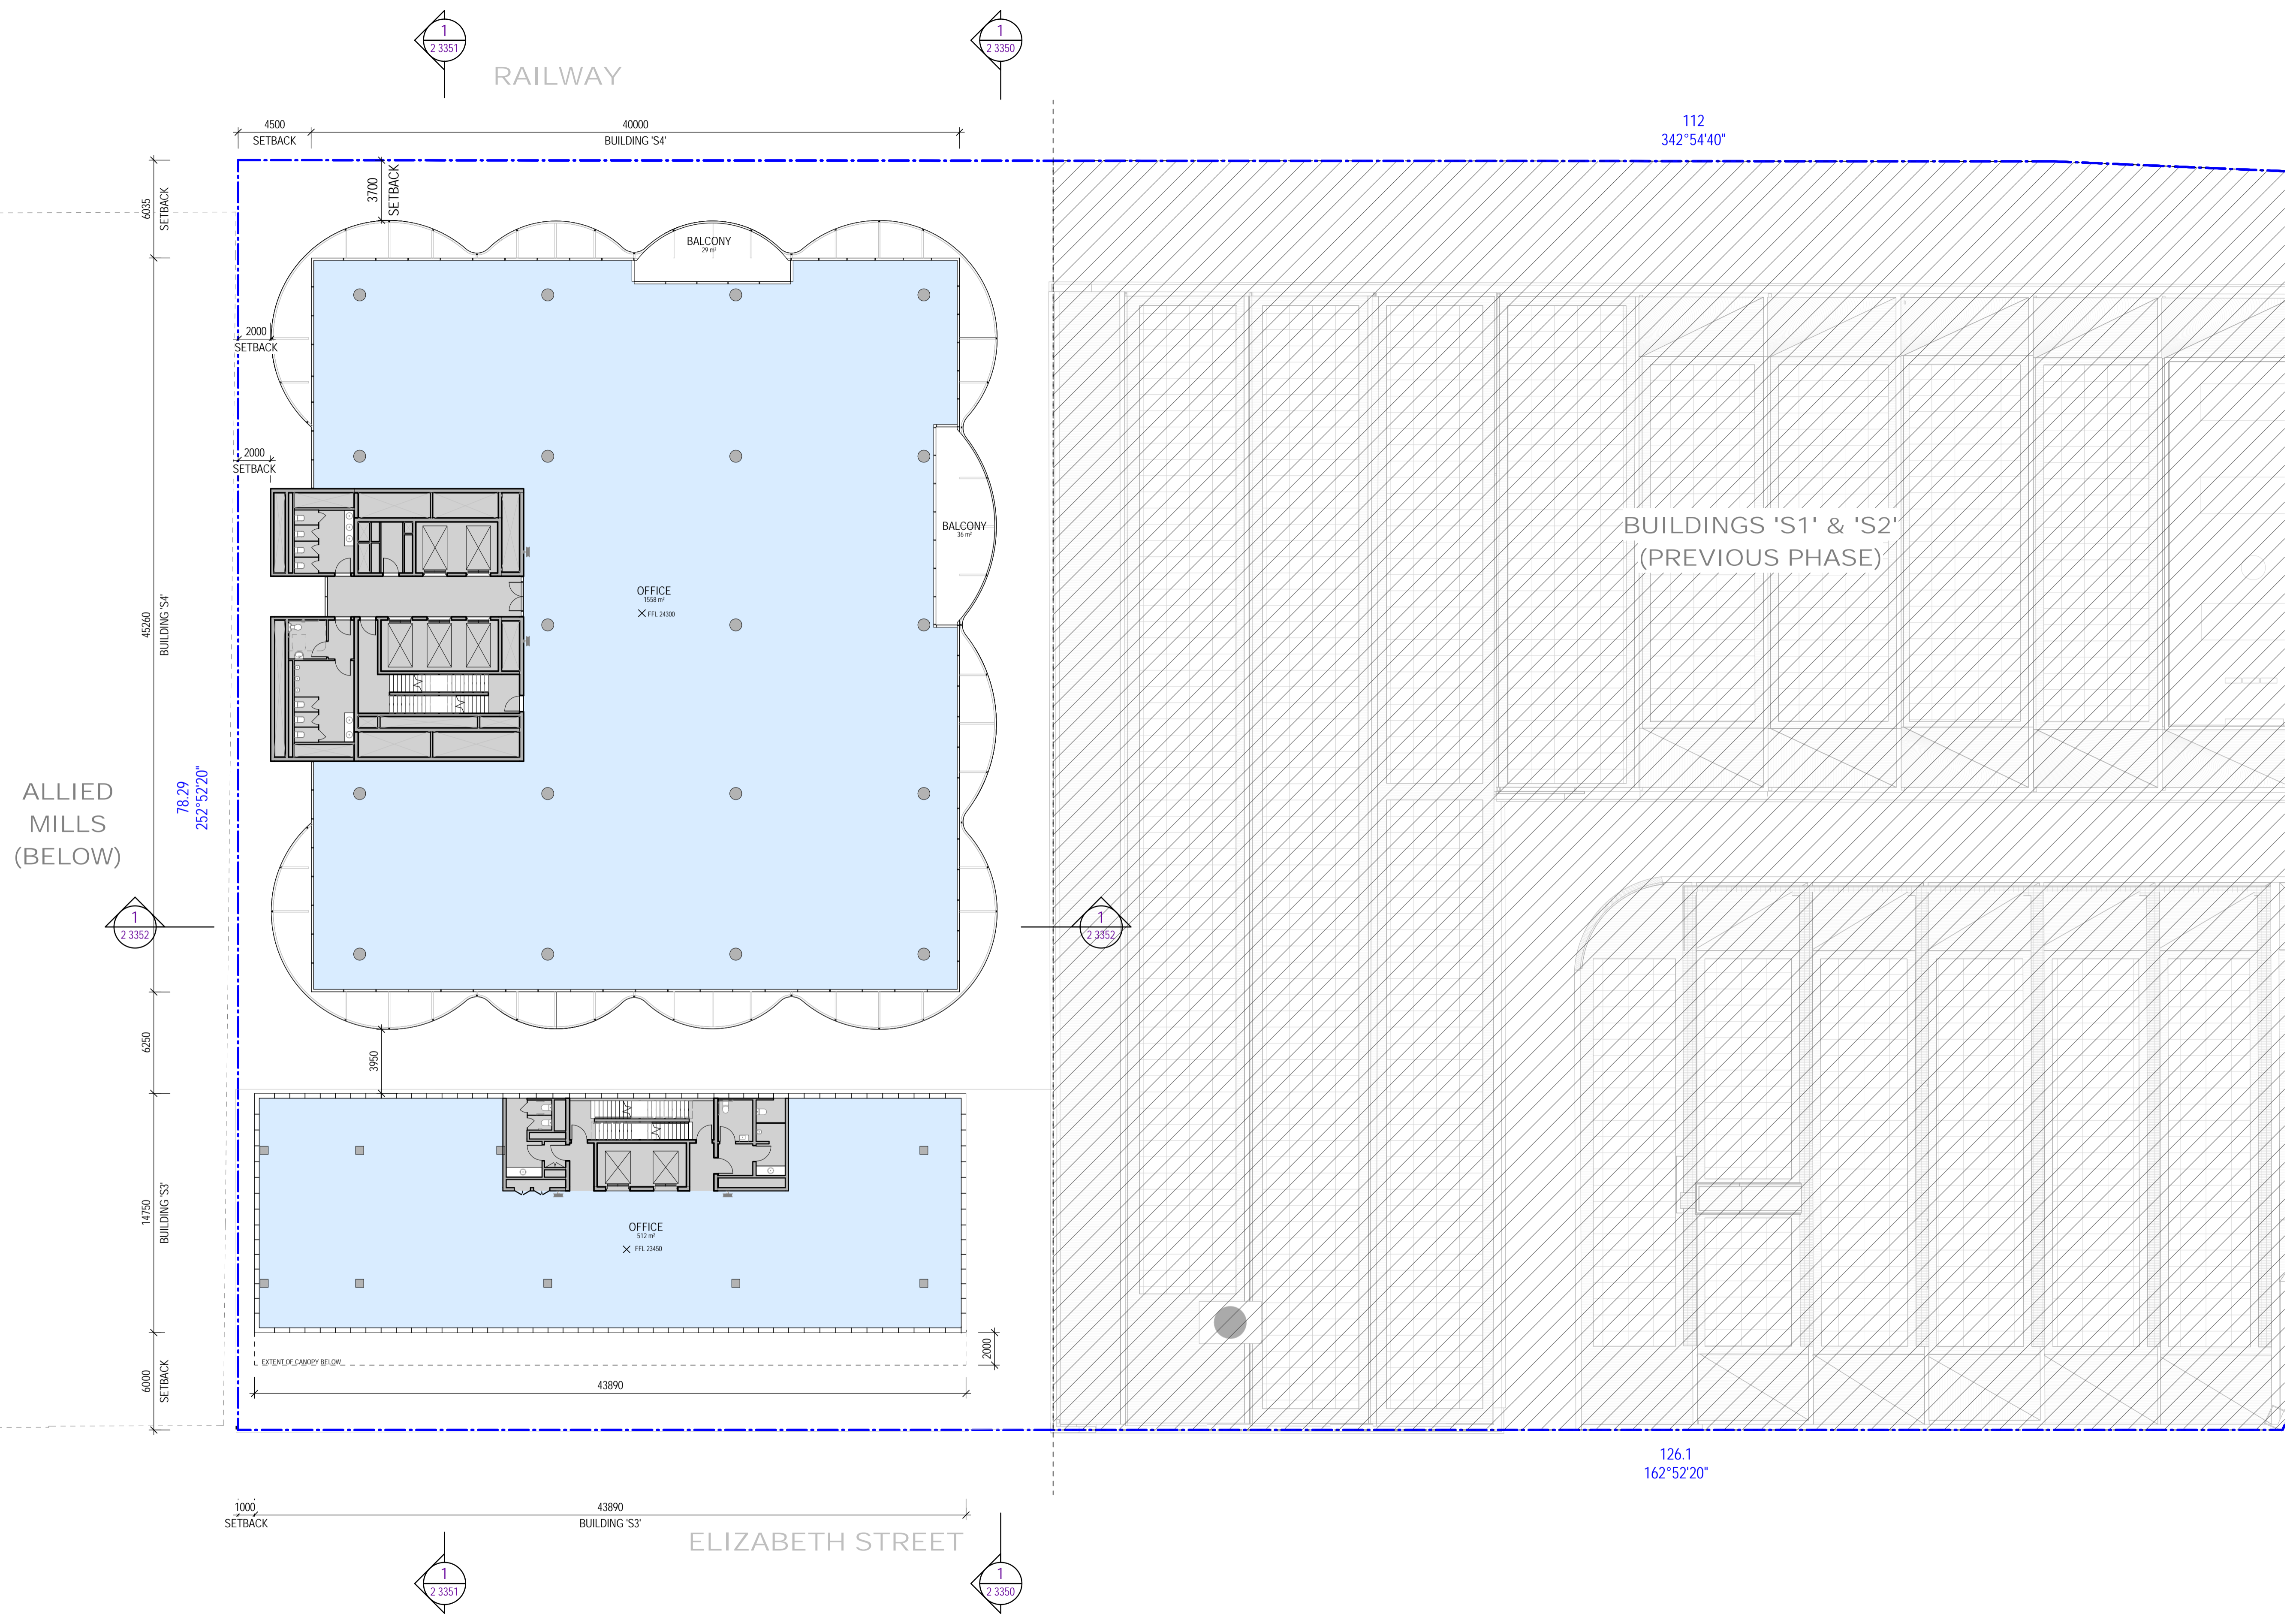 1
2 3351
1
2 3350
RAILWAY
112
342°54'40"
4500
SETBACK
40000
BUILDING 'S4'
6035
SETBACK
3700
SETBACK
BALCONY
29 m²
2000
SETBACK
2000
SETBACK
BALCONY
36 m²
BUILDINGS 'S1' & 'S2'
(PREVIOUS PHASE)
OFFICE
1558 m²
FFL 24300
45260
BUILDING 'S4'
78.29
252°52'20"
ALLIED
MILLS
(BELOW)
1
2 3352
1
2 3352
6250
3950
14750
BUILDING 'S3'
OFFICE
512 m²
FFL 23450
2000
EXTENT OF CANOPY BELOW
6000
SETBACK
43890
126.1
162°52'20"
1000
SETBACK
43890
BUILDING 'S3'
ELIZABETH STREET
1
2 3351
1
2 3350